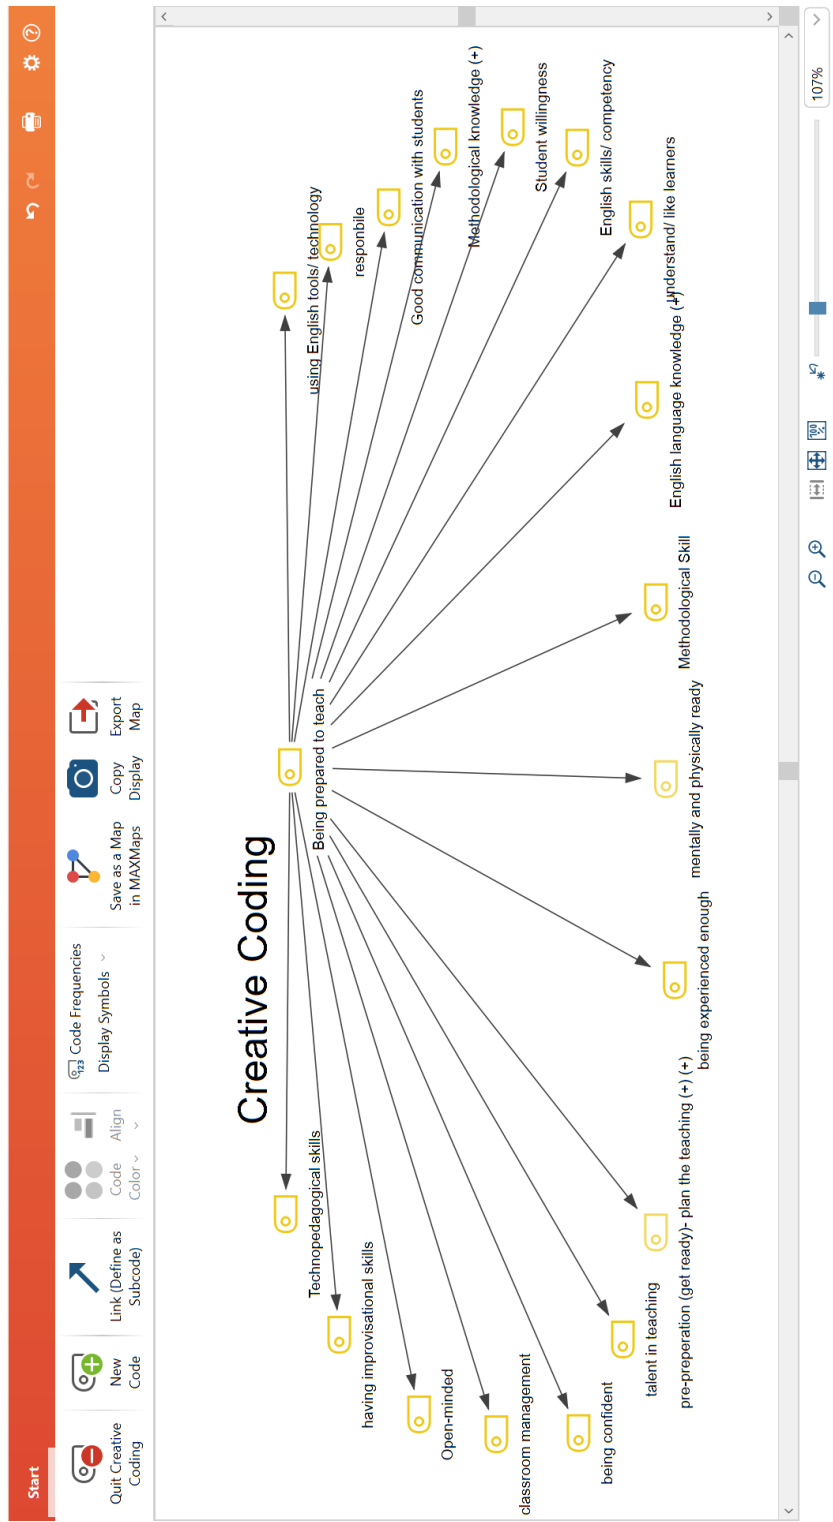 Start
Quit Creative
Coding
New
Code
Link (Define as
Subcode)
Code
Color
Align
123
Code Frequencies
Display Symbols
Save as a Map
in MAXMaps
Copy
Display
Export
Map
Creative Coding
Being prepared to teach
Technopedagogical skills
having improvisational skills
Open-minded
classroom management
being confident
talent in teaching
pre-preperation (get ready)- plan the teaching (+) (+)
being experienced enough
mentally and physically ready
Methodological Skill
English language knowledge (+)
understand/ like learners
English skills/ competency
Student willingness
Methodological knowledge (+)
Good communication with students
responbile
using English tools/ technology
100
%
107%